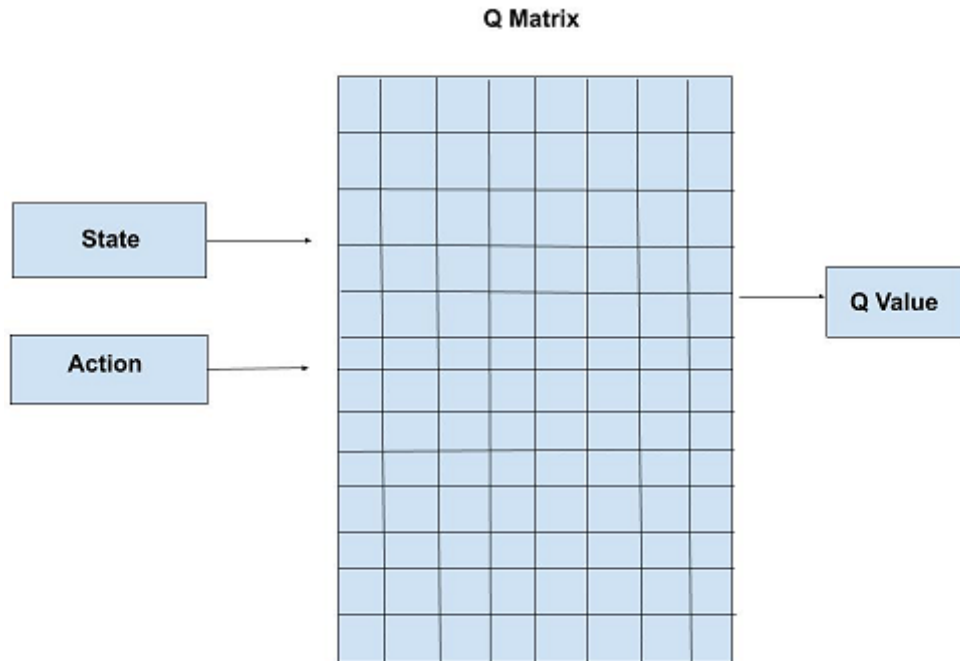 Q Matrix
State
Action
Q Value